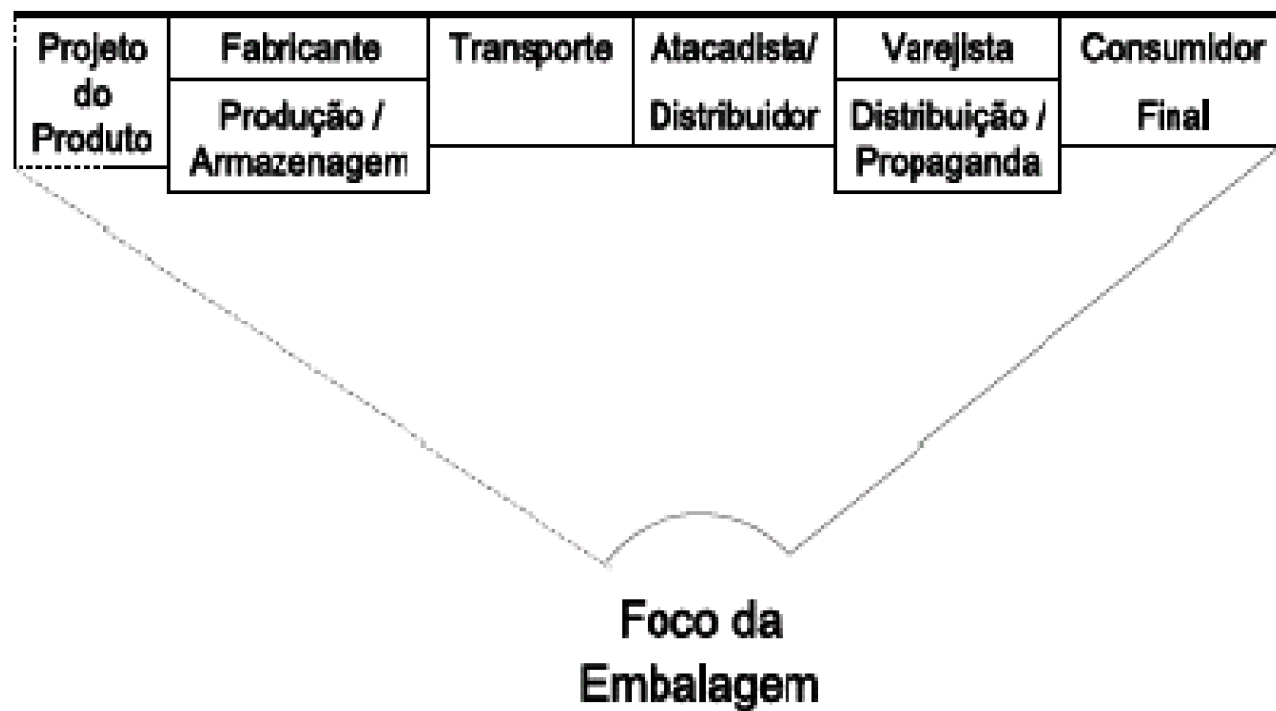 Projeto
do
Produto
Fabricante
Produção /
Armazenagem
Transporte
Atacadista/
Distribuidor
Varejista
Distribuição /
Propaganda
Consumidor
Final
Foco da
Embalagem